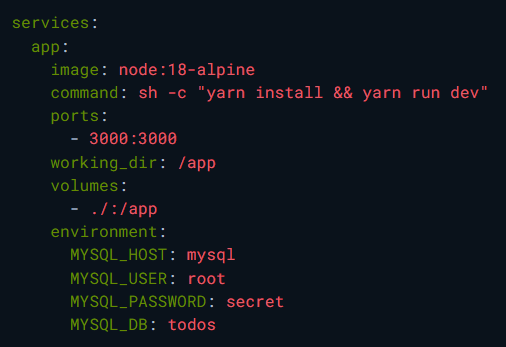 services:
  app:
    image: node:18-alpine
    command: sh -c "yarn install && yarn run dev"
    ports:
      - 3000:3000
    working_dir: /app
    volumes:
      - ./:/app
    environment:
      MYSQL_HOST: mysql
      MYSQL_USER: root
      MYSQL_PASSWORD: secret
      MYSQL_DB: todos